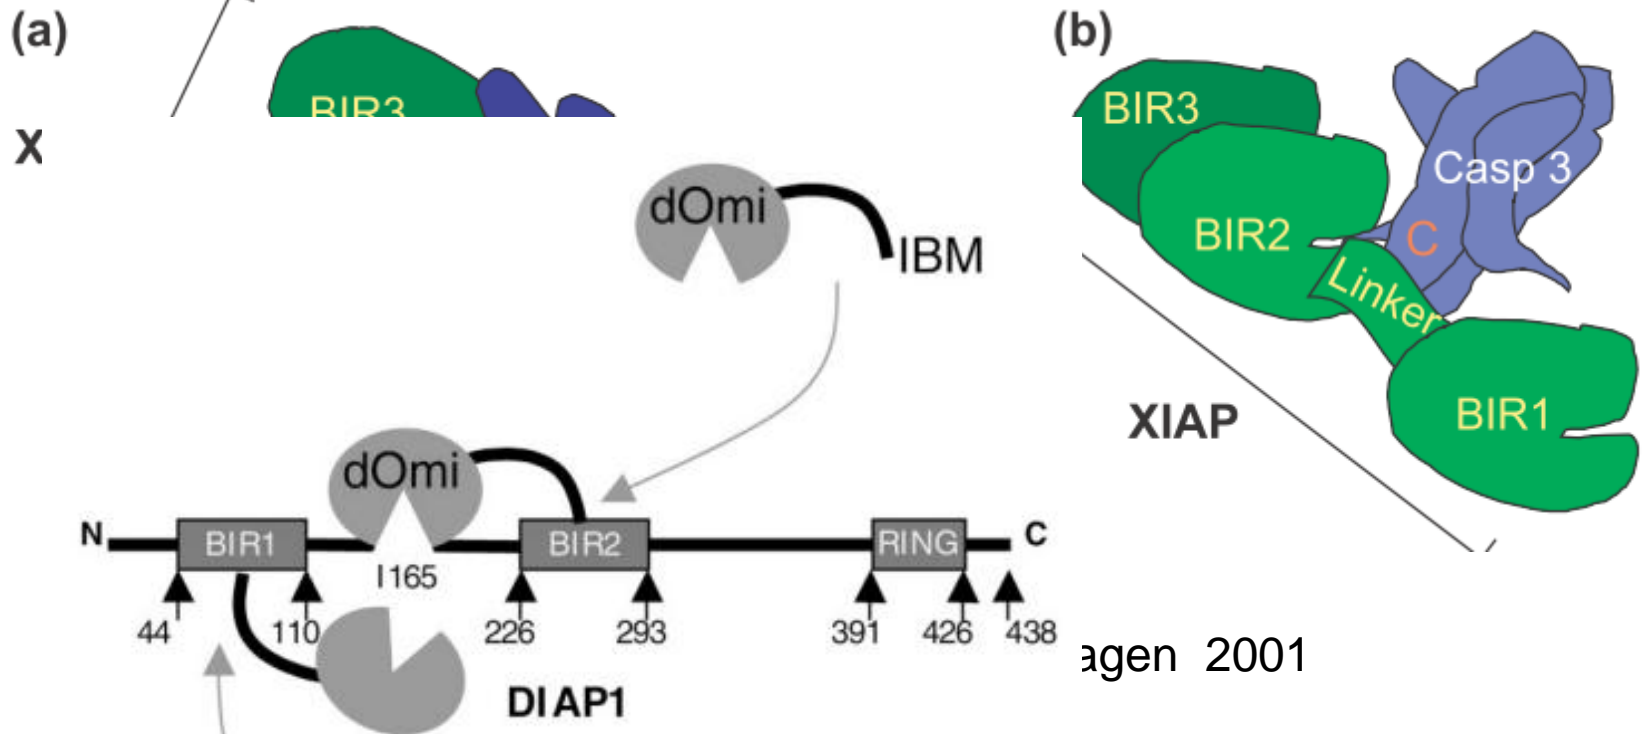 (a)
(b)
BIR3
BIR3
X
Casp 3
dOmi
BIR2
C
IBM
Linker
XIAP
BIR1
dOmi
N
BIR1
BIR2
RING
C
I165
44
110
226
293
391
426
438
agen 2001
DIAP1